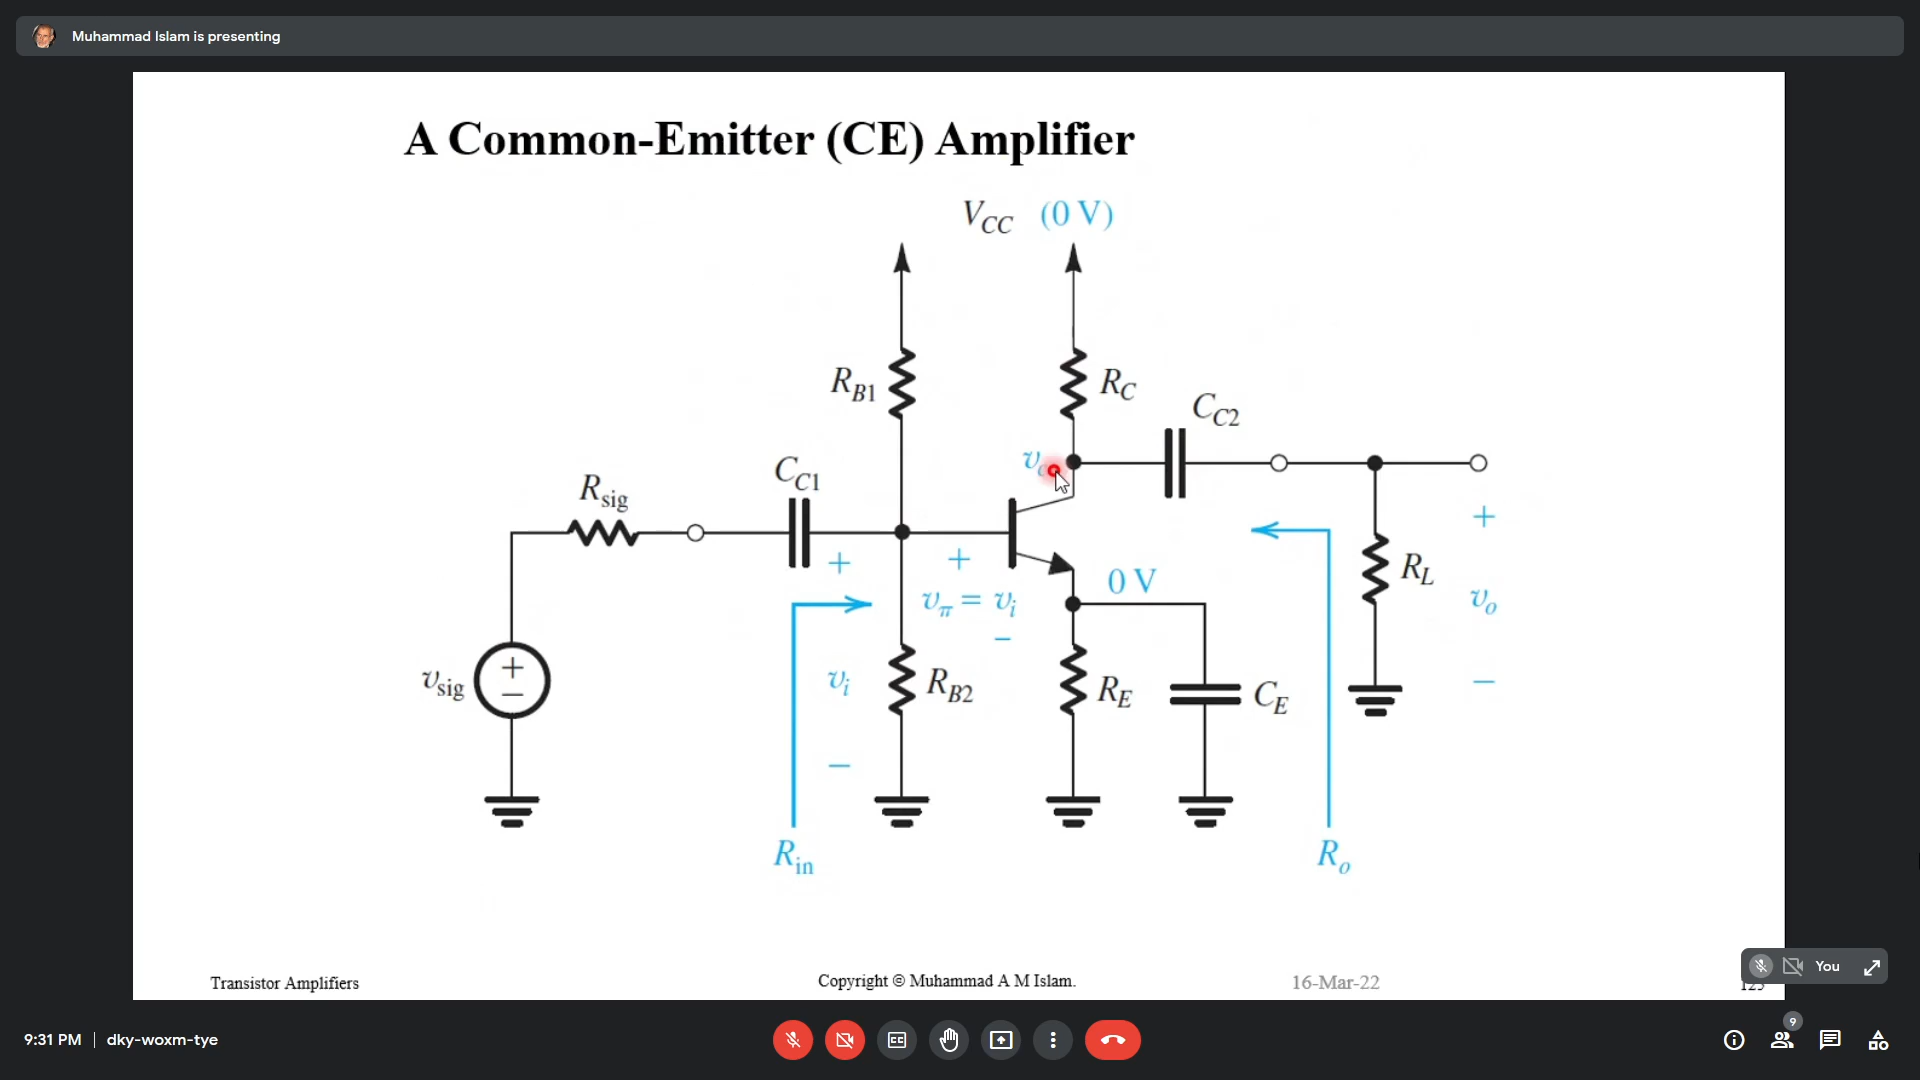 Muhammad Islam is presenting
A Common-Emitter (CE) Amplifier
V_CC (0 V)
R_B1
R_C
C_C2
C_C1
R_sig
+
+
+
0 V
R_L
v_π = v_i
v_o
−
+
−
v_sig
v_i
R_B2
R_E
C_E
−
−
R_in
R_o
Transistor Amplifiers
Copyright © Muhammad A M Islam.
16-Mar-22
You
9:31 PM | dky-woxm-tye
9